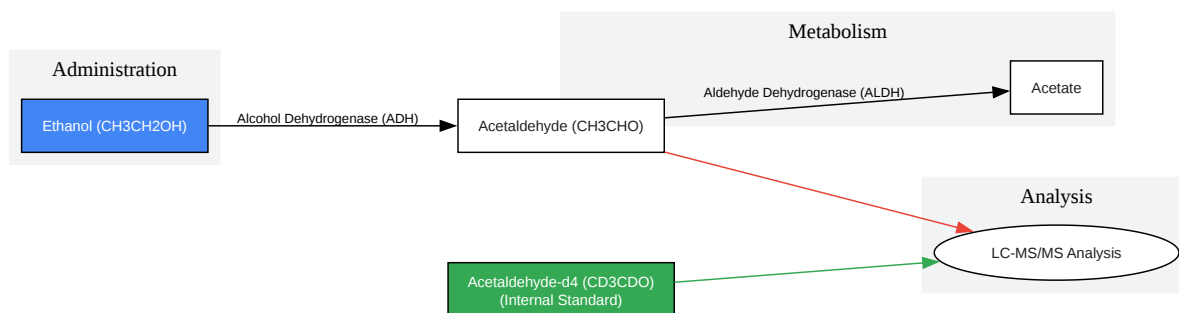 Metabolism
Administration
Aldehyde Dehydrogenase (ALDH)
Acetate
Ethanol (CH3CH2OH)
Alcohol Dehydrogenase (ADH)
Acetaldehyde (CH3CHO)
Analysis
LC-MS/MS Analysis
Acetaldehyde-d4 (CD3CDO)
(Internal Standard)